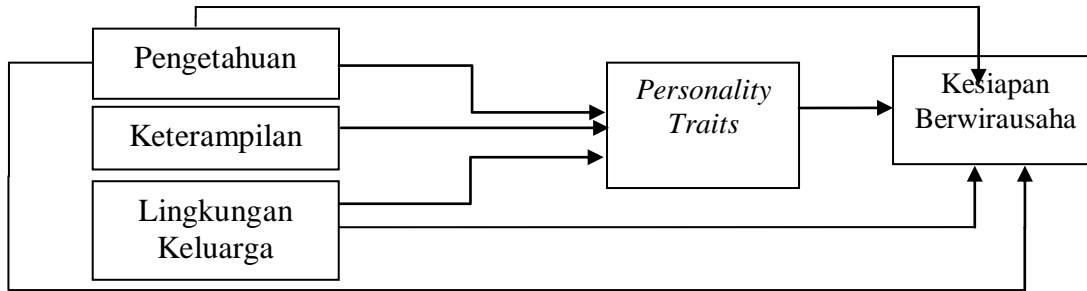 Pengetahuan
Keterampilan
Lingkungan
Keluarga
Personality
Traits
Kesiapan
Berwirausaha